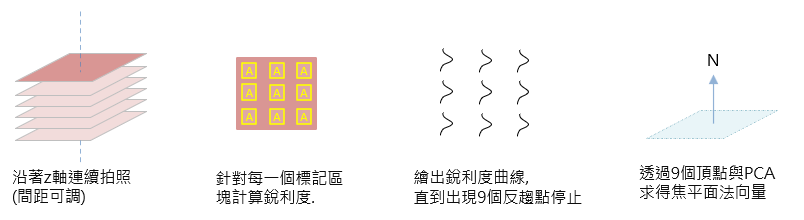 A A A
A A A
A A A
N
沿著z軸連續拍照
(間距可調)
針對每一個標記區
塊計算銳利度.
繪出銳利度曲線,
直到出現9個反趨點停止
透過9個頂點與PCA
求得焦平面法向量